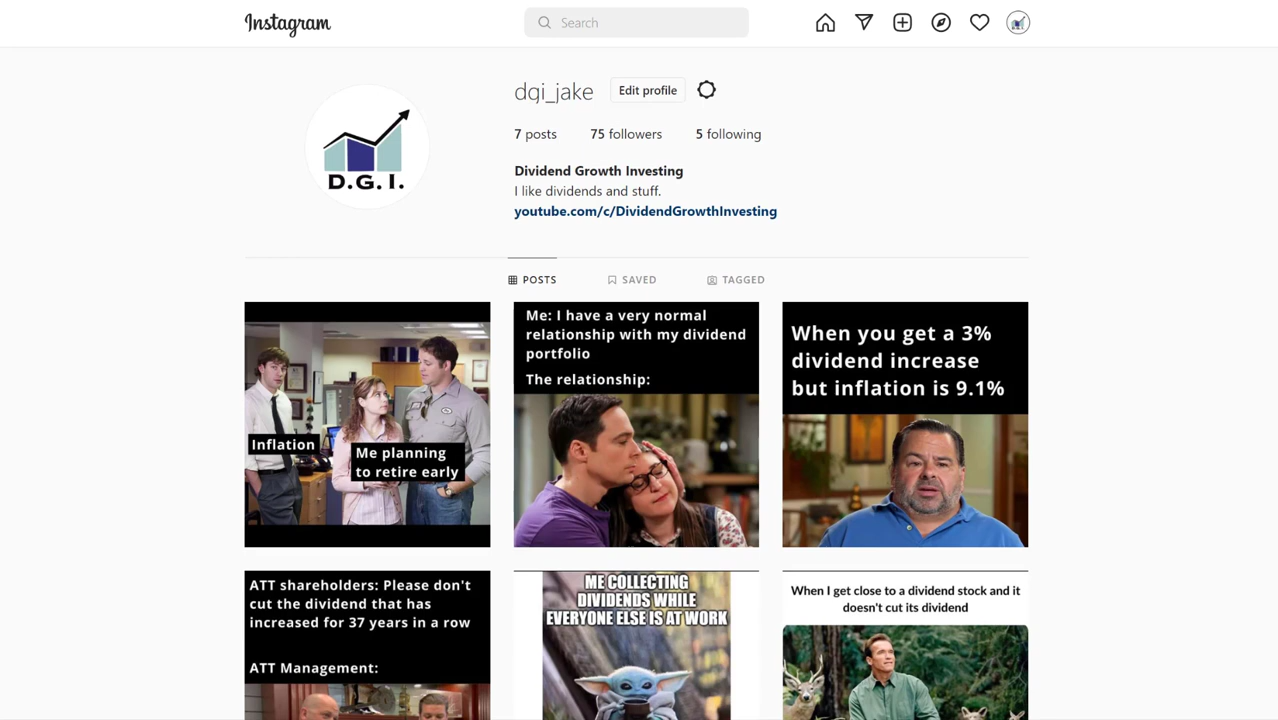 Instagram
Search
dgi_jake
Edit profile
7 posts
75 followers
5 following
Dividend Growth Investing
I like dividends and stuff.
youtube.com/c/DividendGrowthInvesting
D.G.I.
POSTS
SAVED
TAGGED
Inflation
Me planning
to retire early
Me: I have a very normal
relationship with my dividend
portfolio
The relationship:
When you get a 3%
dividend increase
but inflation is 9.1%
ATT shareholders: Please don't
cut the dividend that has
increased for 37 years in a row
ATT Management:
ME COLLECTING
DIVIDENDS WHILE
EVERYONE ELSE IS AT WORK
When I get close to a dividend stock and it
doesn't cut its dividend